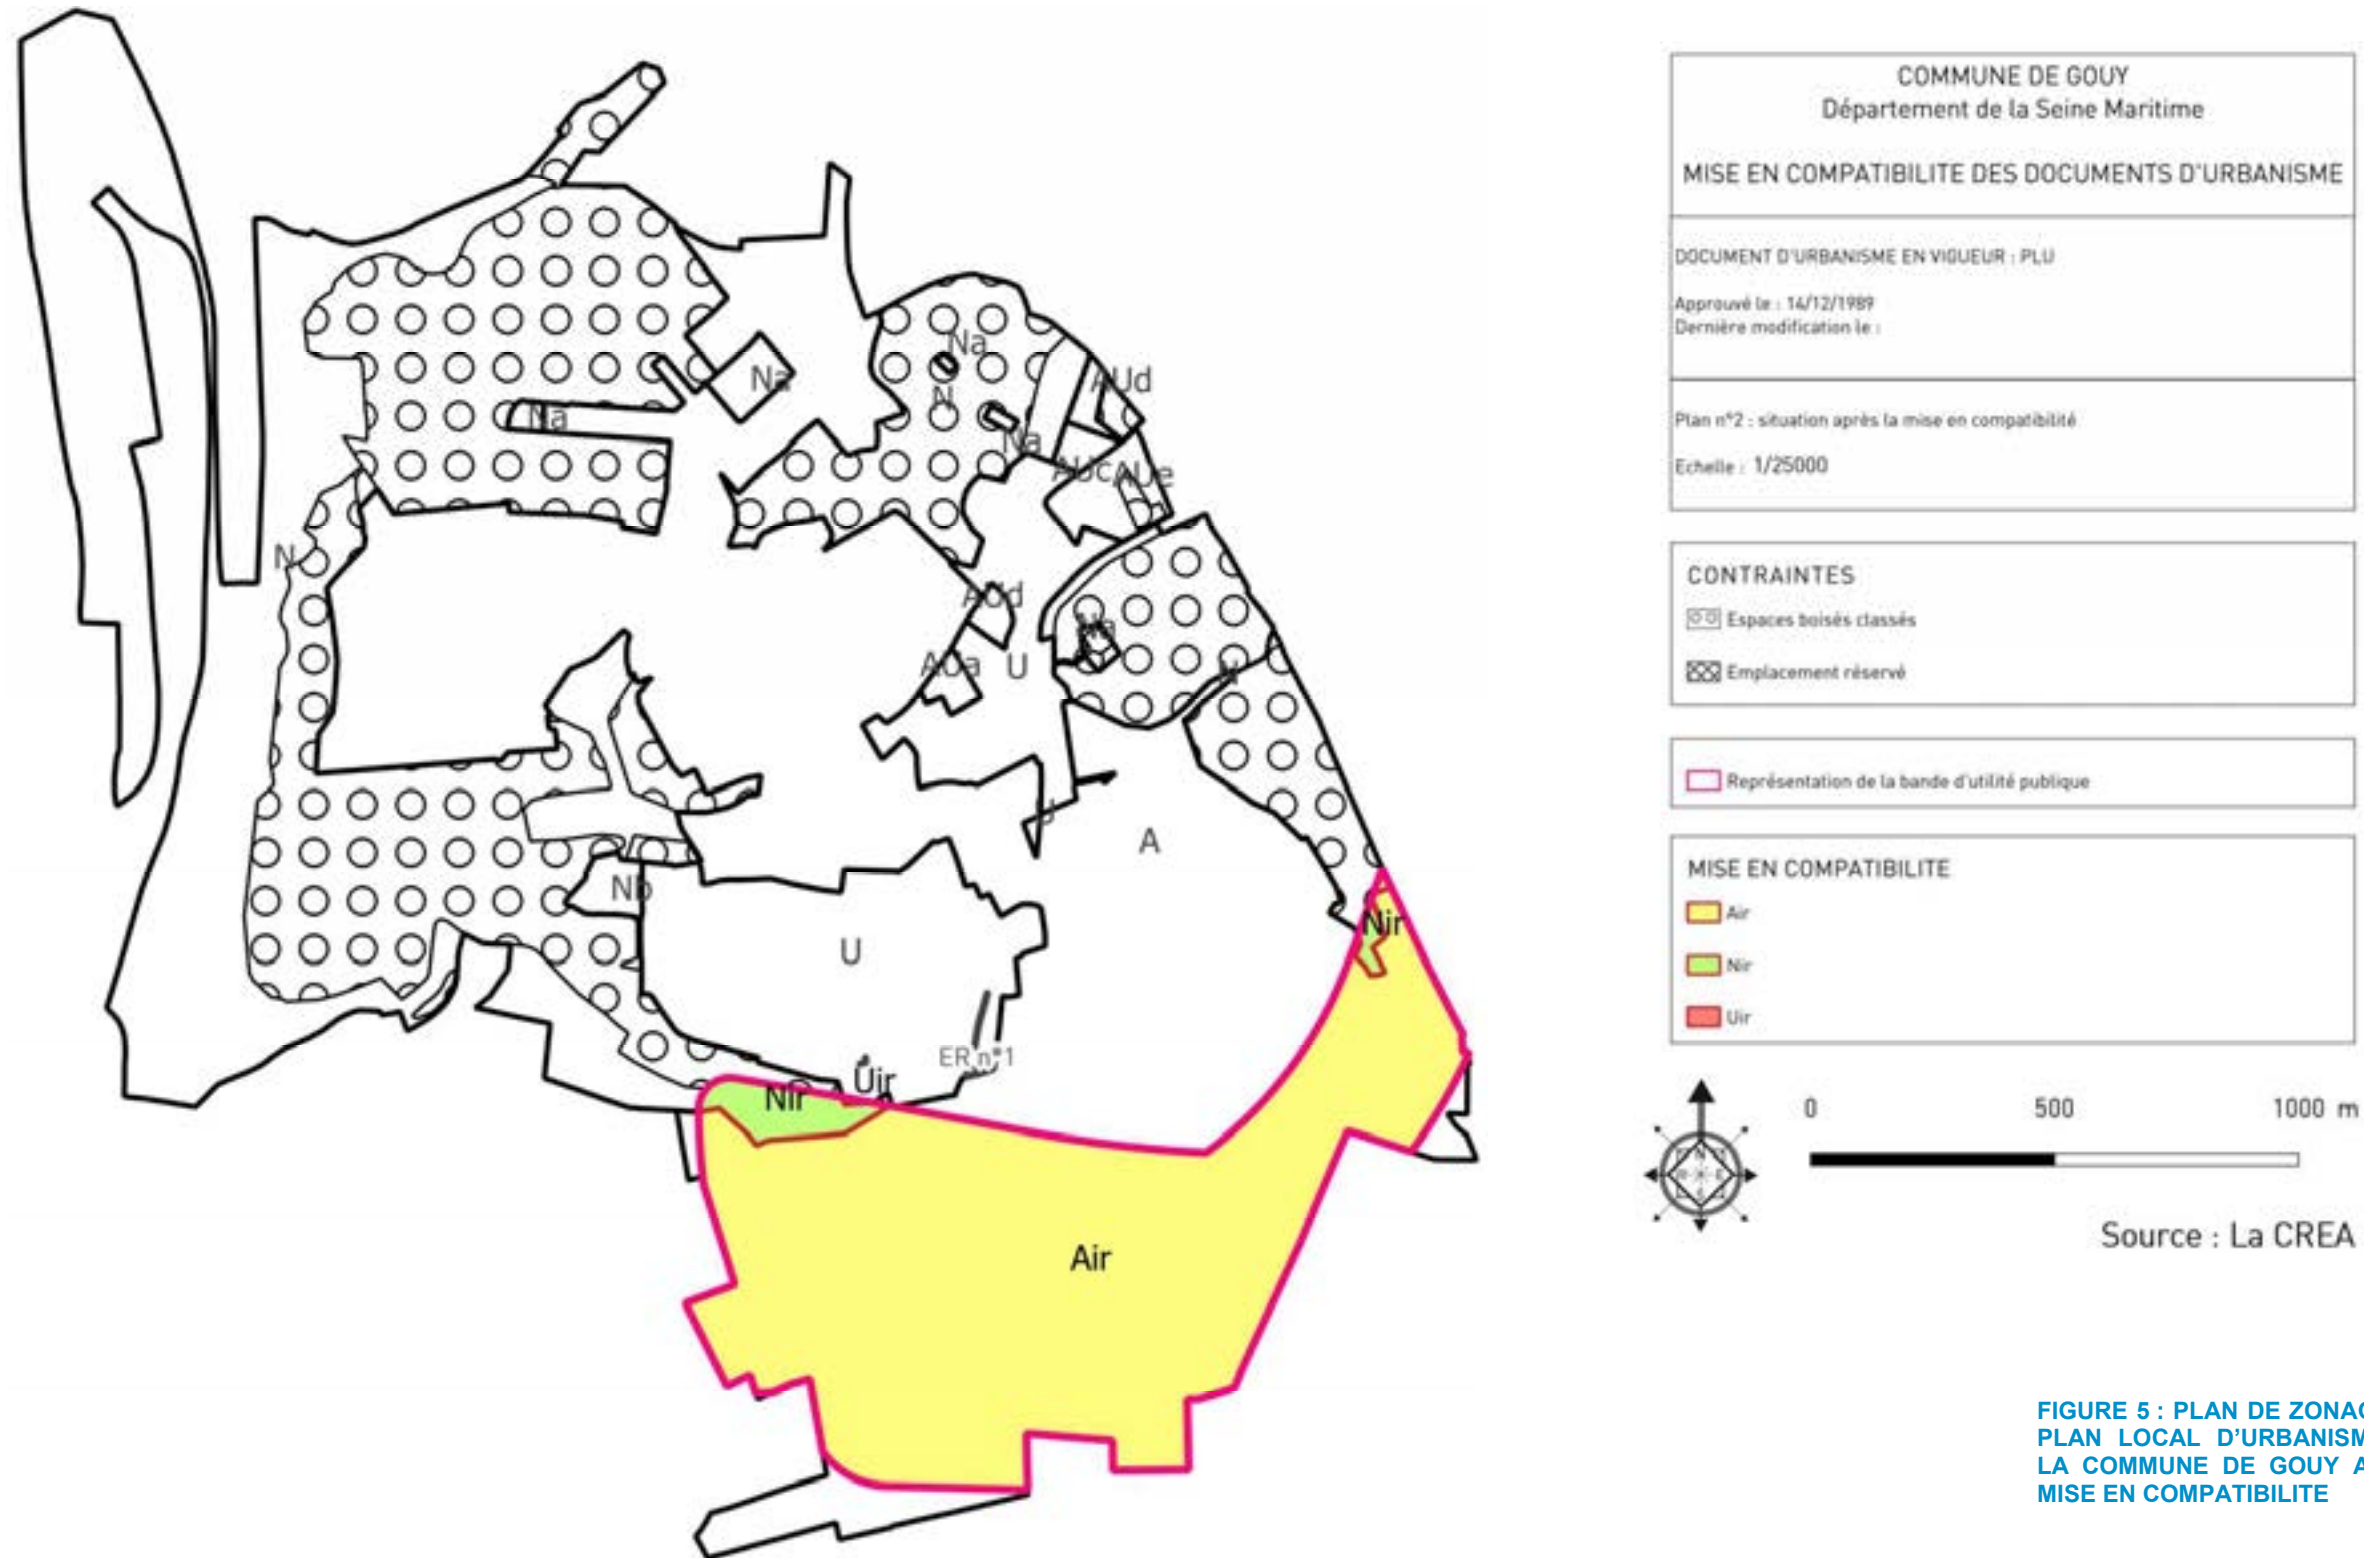 COMMUNE DE GOUY
Département de la Seine Maritime
MISE EN COMPATIBILITE DES DOCUMENTS D'URBANISME
DOCUMENT D'URBANISME EN VIGUEUR : PLU
Approuvé le : 14/12/1989
Dernière modification le :
Plan n°2 : situation après la mise en compatibilité
Echelle : 1/25000
CONTRAINTES
Espaces boisés classés
Emplacement réservé
Représentation de la bande d'utilité publique
MISE EN COMPATIBILITE
Air
Nir
Uir
0 500 1000 m
N
Source : La CREA
Na
Na
AUd
Na
N
Na
AUc
AUe
N
AUd
Na
AUa
U
N
U
A
Nb
Nir
U
ER n°1
Uir
Nir
Air
FIGURE 5 : PLAN DE
PLAN LOCAL
LA COMMUNE DE GOUY
MISE EN COMPATIBILITE